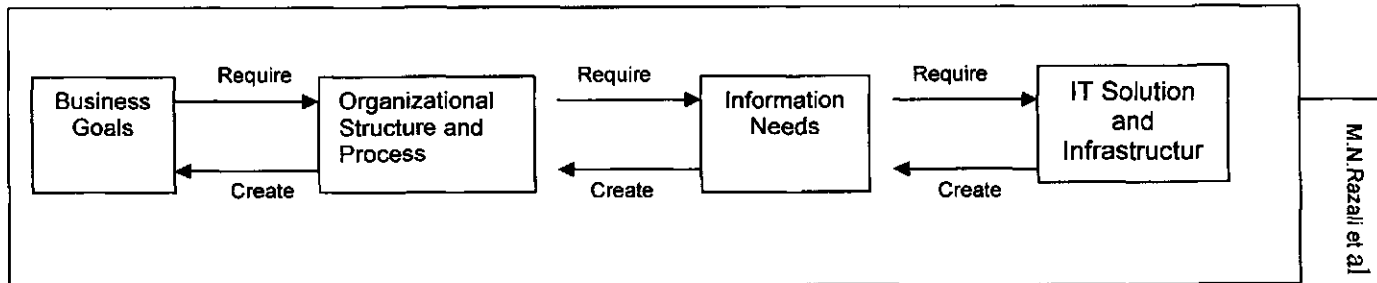 Require
Require
Require
Business
Goals
Organizational
Structure and
Process
Information
Needs
IT Solution
and
Infrastructur
Create
Create
Create
M.N.Razali et al